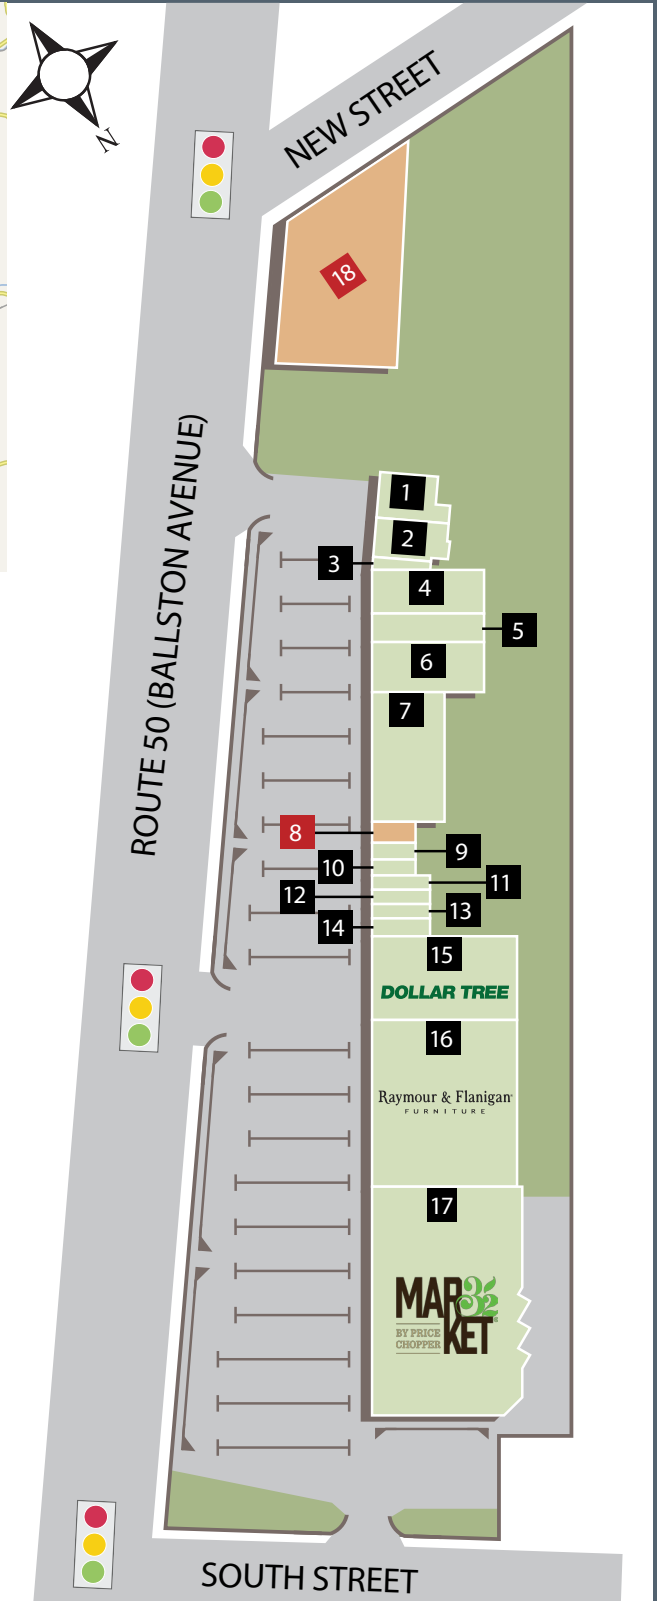 N
NEW STREET
18
ROUTE 50 (BALLSTON AVENUE)
1
2
3
4
5
6
7
8
9
10
11
12
13
14
15
DOLLAR TREE
16
Raymour & Flanigan
FURNITURE
17
MAR 32
KET
BY PRICE
CHOPPER
SOUTH STREET